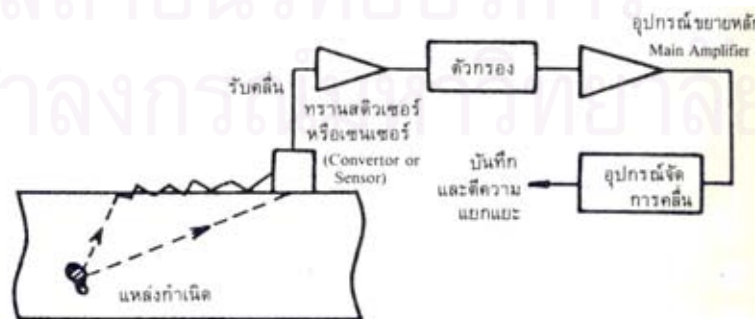 อุปกรณ์ขยายหลัก
Main Amplifier
ตัวกรอง
รับคลื่น
ทรานสดิวเซอร์
หรือเซนเซอร์
(Convertor or
Sensor)
บันทึก
และตีความ
แยกแยะ
อุปกรณ์จัด
การคลื่น
แหล่งกำเนิด